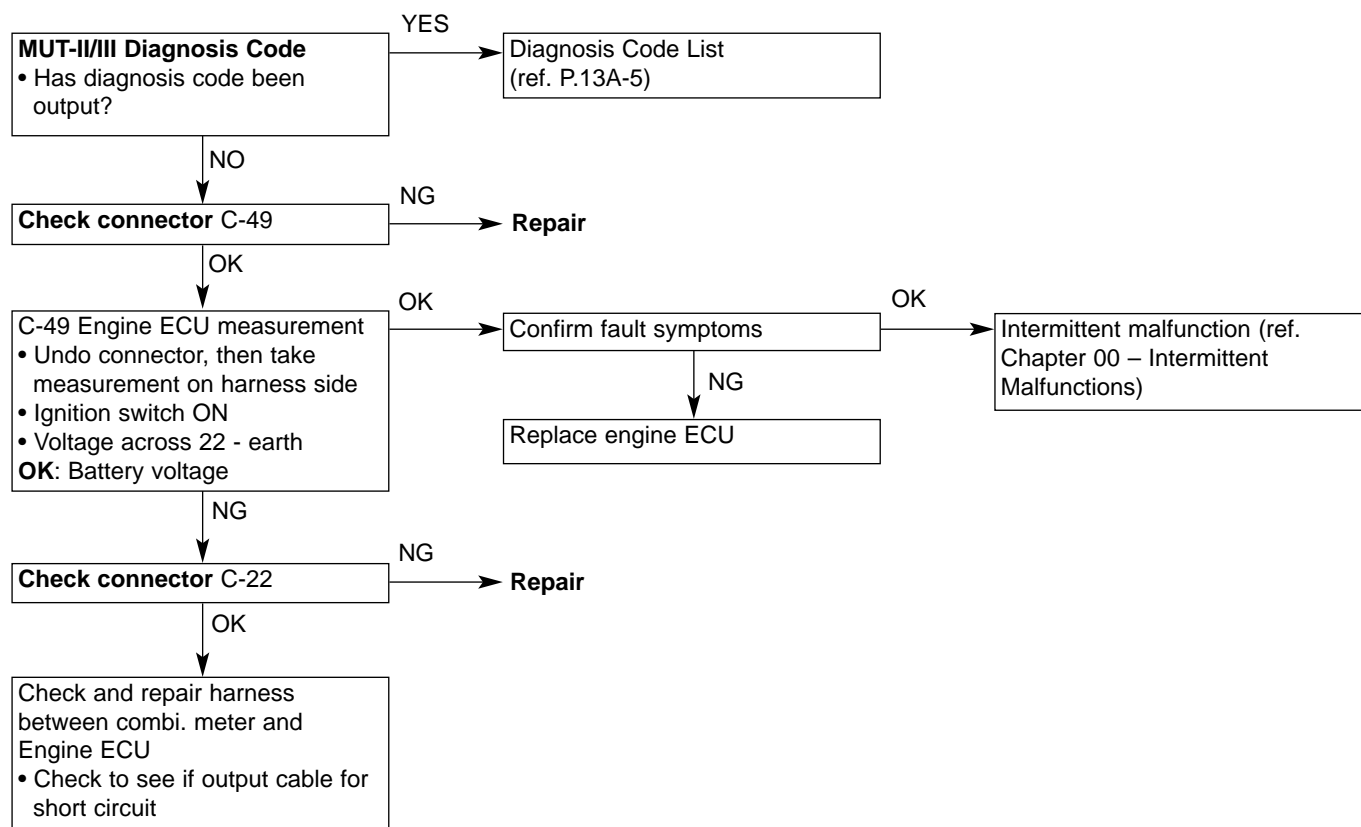 YES
MUT-II/III Diagnosis Code
• Has diagnosis code been
output?
Diagnosis Code List
(ref. P.13A-5)
NO
NG
Check connector C-49
Repair
OK
C-49 Engine ECU measurement
• Undo connector, then take
measurement on harness side
• Ignition switch ON
• Voltage across 22 - earth
OK: Battery voltage
OK
Confirm fault symptoms
OK
Intermittent malfunction (ref.
Chapter 00 – Intermittent
Malfunctions)
NG
Replace engine ECU
NG
NG
Check connector C-22
Repair
OK
Check and repair harness
between combi. meter and
Engine ECU
• Check to see if output cable for
short circuit